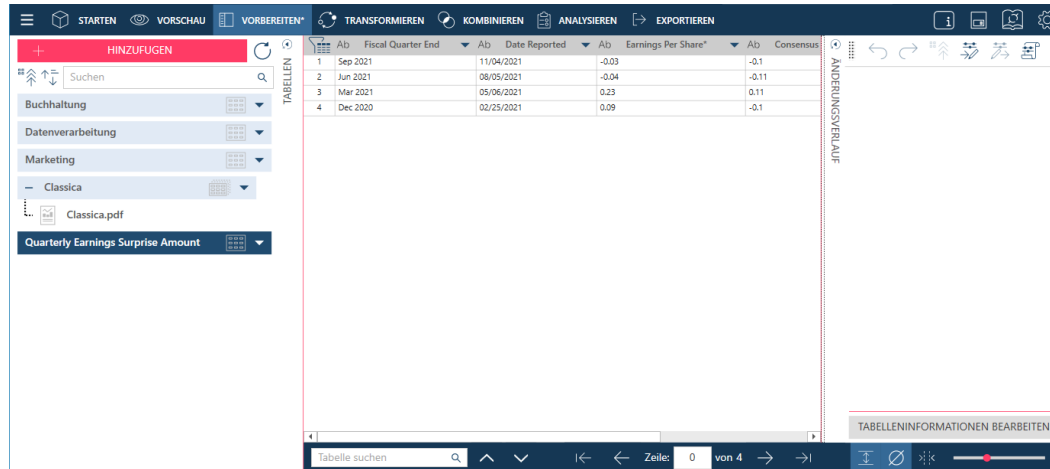 STARTEN VORSCHAU VORBEREITEN* TRANSFORMIEREN KOMBINIEREN ANALYSIEREN EXPORTIEREN
HINZUFÜGEN
Suchen
Buchhaltung
Datenverarbeitung
Marketing
Classica
Classica.pdf
Quarterly Earnings Surprise Amount
TABELLEN
Ab Fiscal Quarter End Ab Date Reported Ab Earnings Per Share* Ab Consensus
1 Sep 2021 11/04/2021 -0.03 -0.1
2 Jun 2021 08/05/2021 -0.04 -0.11
3 Mar 2021 05/06/2021 0.23 0.11
4 Dec 2020 02/25/2021 0.09 -0.1
Tabelle suchen Zeile: 0 von 4
ÄNDERUNGSVERLAUF
TABELLENINFORMATIONEN BEARBEITEN